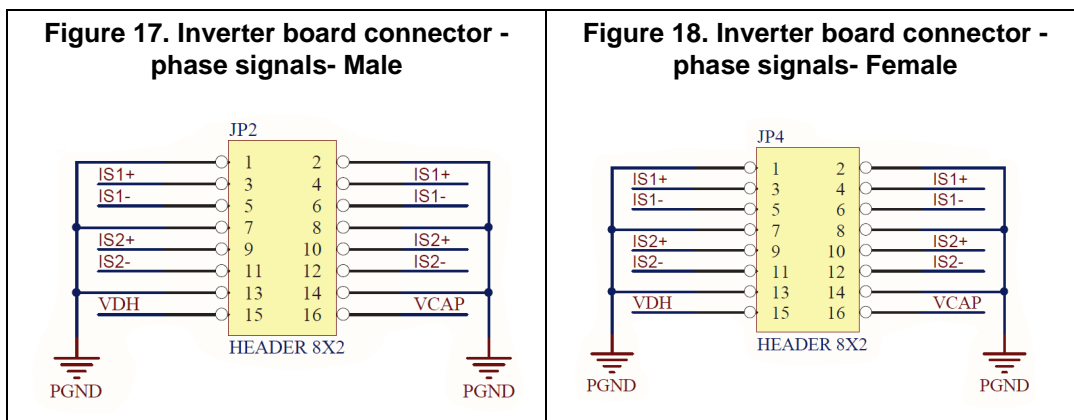 Figure 17. Inverter board connector -
phase signals- Male
JP2
1 2
IS1+ 3 4 IS1+
IS1- 5 6 IS1-
7 8
IS2+ 9 10 IS2+
IS2- 11 12 IS2-
13 14
VDH 15 16 VCAP
HEADER 8X2
PGND PGND
Figure 18. Inverter board connector -
phase signals- Female
JP4
1 2
IS1+ 3 4 IS1+
IS1- 5 6 IS1-
7 8
IS2+ 9 10 IS2+
IS2- 11 12 IS2-
13 14
VDH 15 16 VCAP
HEADER 8X2
PGND PGND